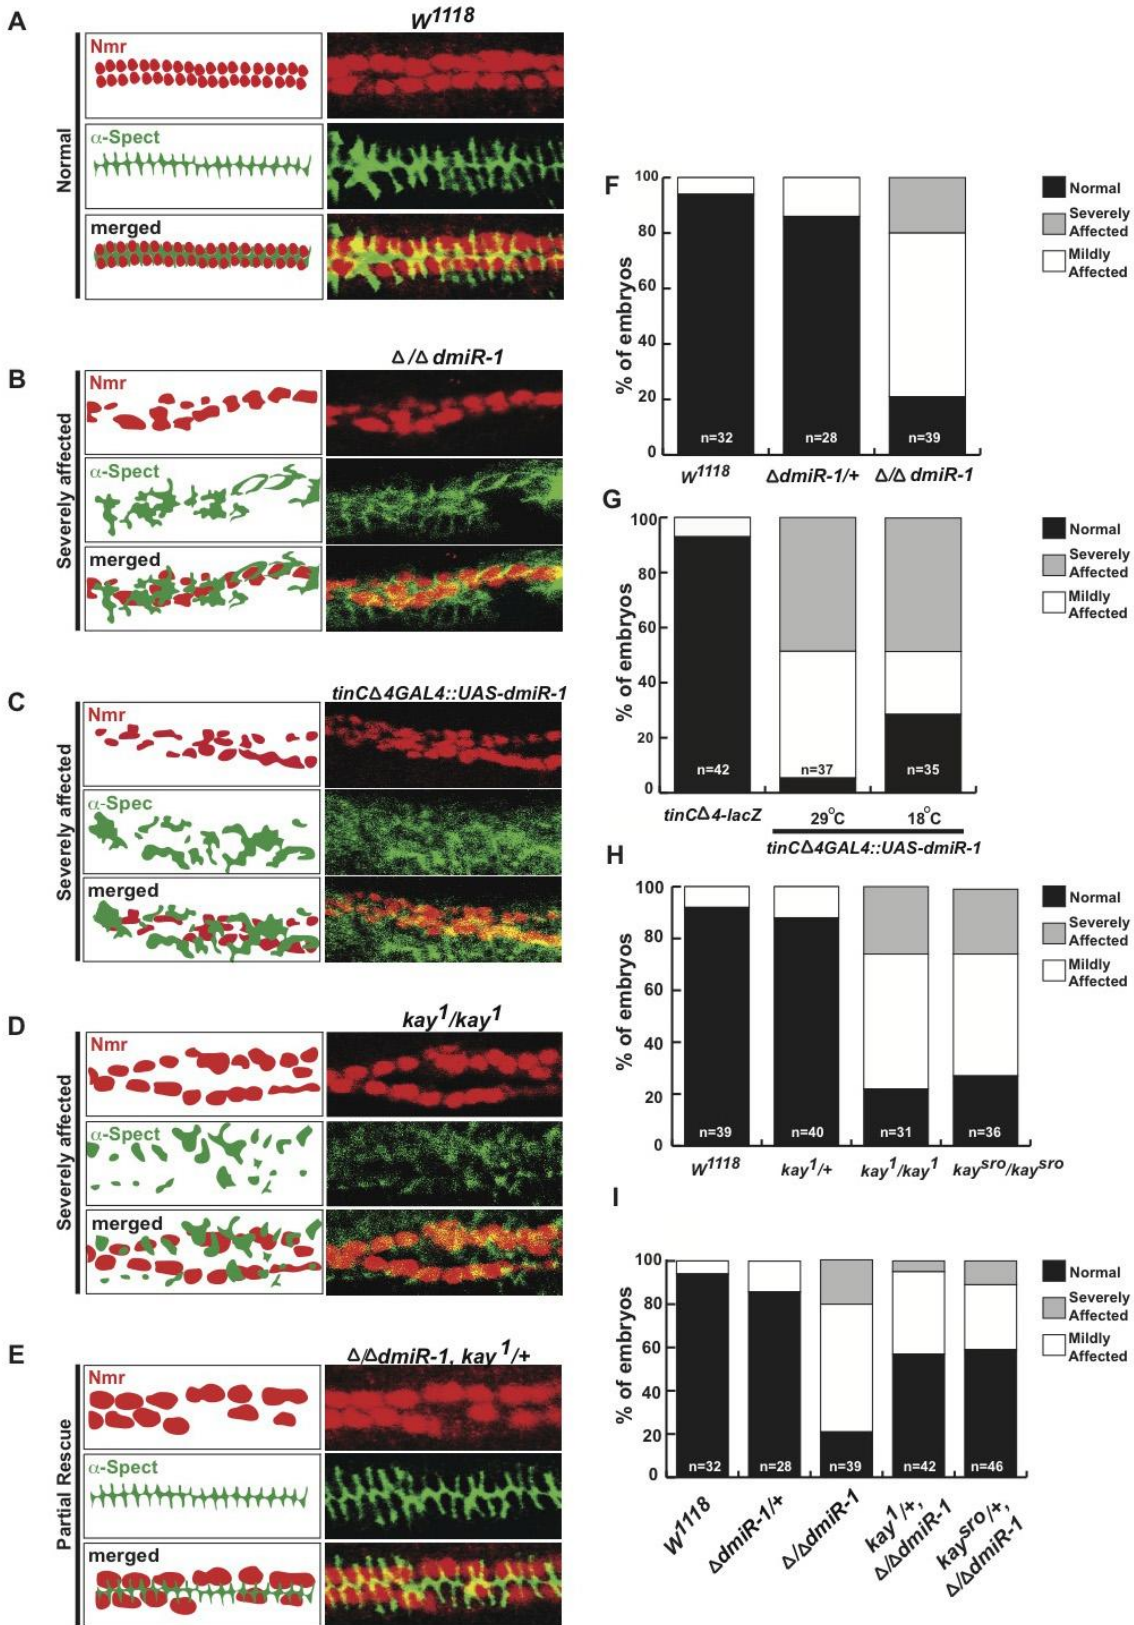 A
W1118
Normal
Nmr
α-Spect
merged
B
Δ/Δ dmiR-1
Severely affected
Nmr
α-Spect
merged
C
tinCΔ4GAL4::UAS-dmiR-1
Severely affected
Nmr
α-Spec
merged
D
kay1/kay1
Severely affected
Nmr
α-Spect
merged
E
Δ/ΔdmiR-1, kay1/+
Partial Rescue
Nmr
α-Spect
merged
F
% of embryos
100
80
60
40
20
0
n=32
n=28
n=39
W1118
ΔdmiR-1/+
Δ/Δ dmiR-1
Normal
Severely
Affected
Mildly
Affected
G
% of embryos
100
80
60
40
20
0
n=42
n=37
n=35
tinCΔ4-lacZ
29°C
18°C
tinCΔ4GAL4::UAS-dmiR-1
Normal
Severely
Affected
Mildly
Affected
H
% of embryos
100
80
60
40
20
0
n=39
n=40
n=31
n=36
W1118
kay1/+
kay1/kay1
kaysro/kaysro
Normal
Severely
Affected
Mildly
Affected
I
% of embryos
100
80
60
40
20
0
n=32
n=28
n=39
n=42
n=46
W1118
ΔdmiR-1/+
Δ/ΔdmiR-1
kay1/+,
Δ/ΔdmiR-1
kaysro/+,
Δ/ΔdmiR-1
Normal
Severely
Affected
Mildly
Affected